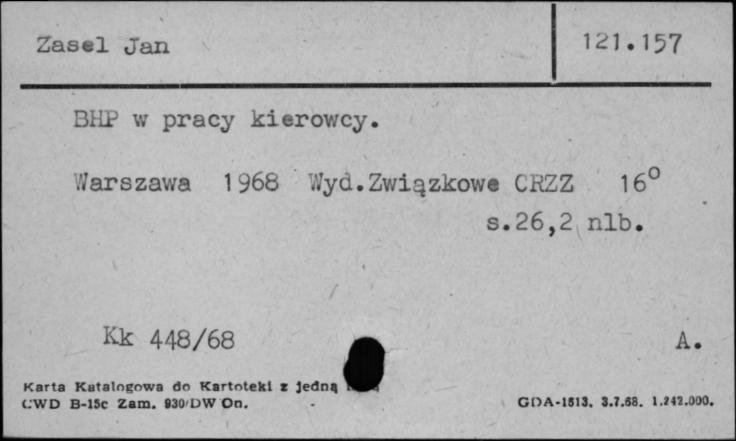 Zasel Jan 121.157
BHP w pracy kierowcy.
Warszawa 1968 Wyd.Związkowe CRZZ 16°
s.26,2 nlb.
Kk 448/68 A.
Karta Katalogowa do Kartoteki z jedną
CWD B-15c Zam. 930/DW On. GDA-1513. 3.7.68. 1.242.000.